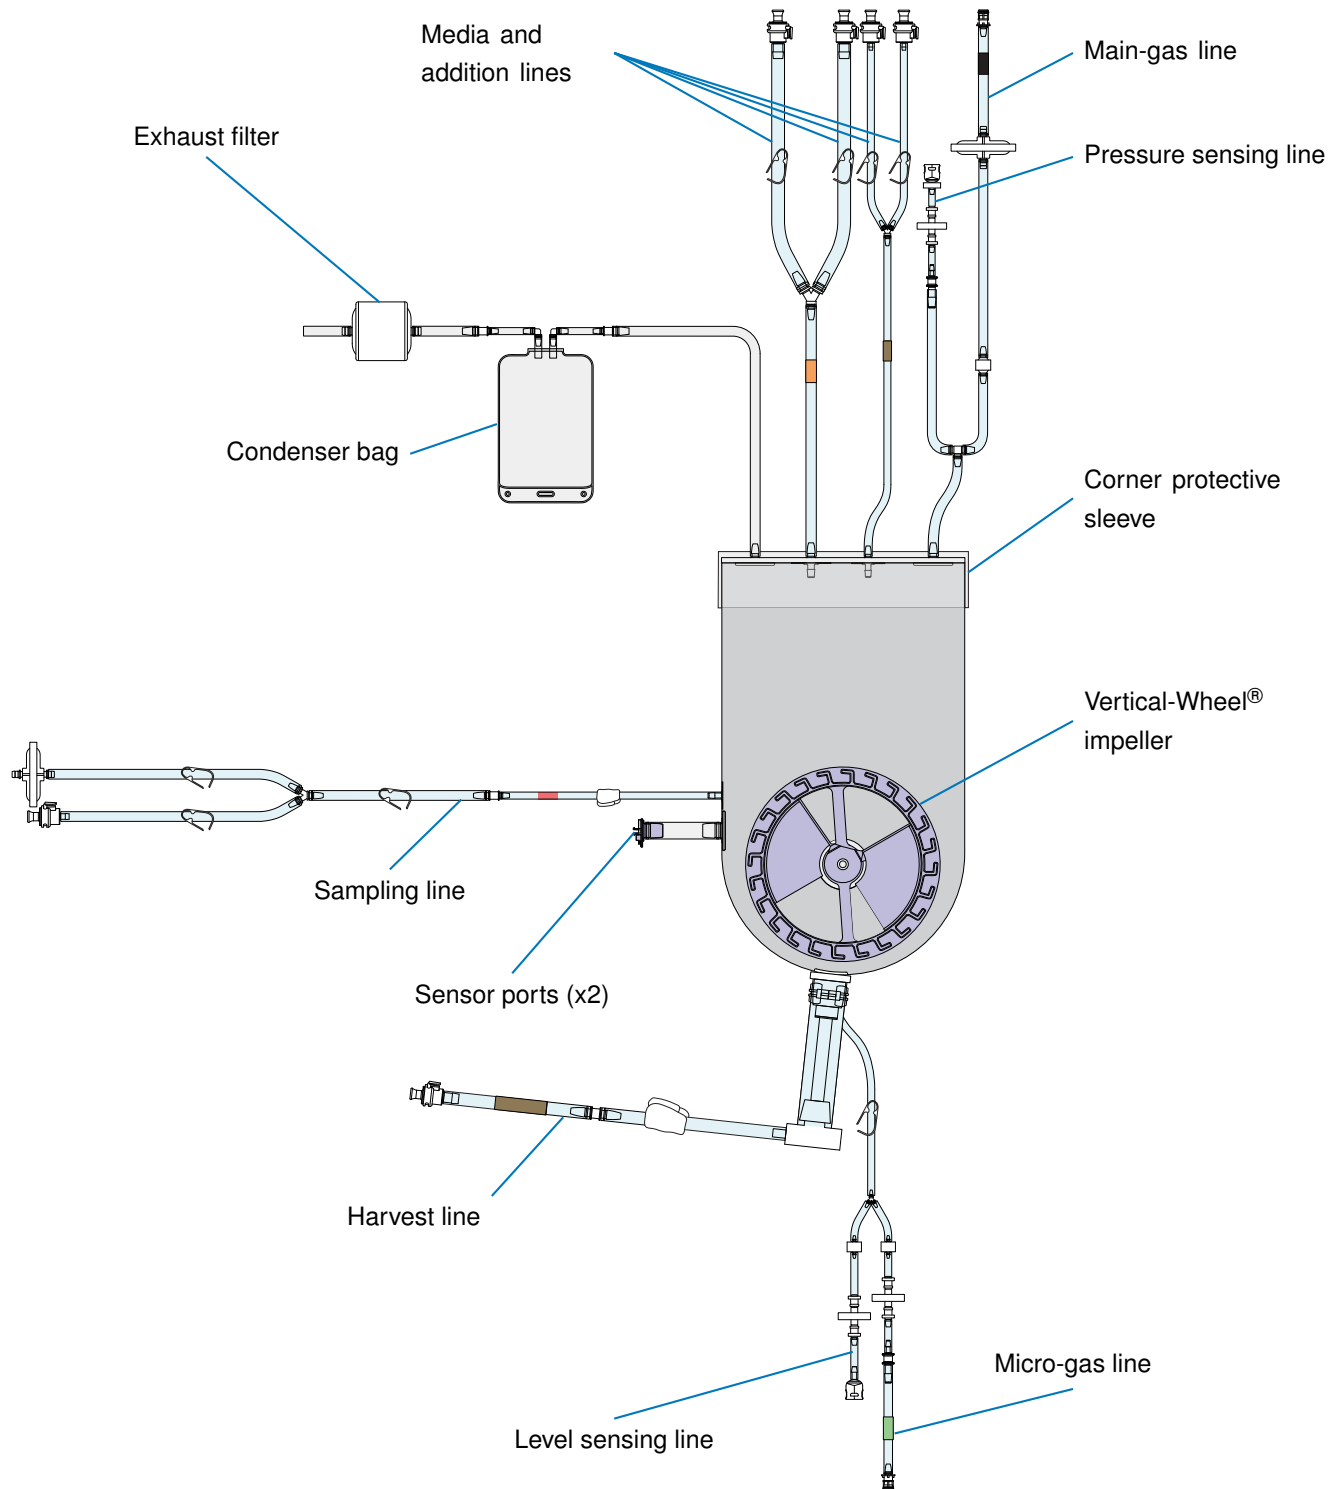 Media and
addition lines
Main-gas line
Exhaust filter
Pressure sensing line
Condenser bag
Corner protective
sleeve
Vertical-Wheel®
impeller
Sampling line
Sensor ports (x2)
Harvest line
Micro-gas line
Level sensing line